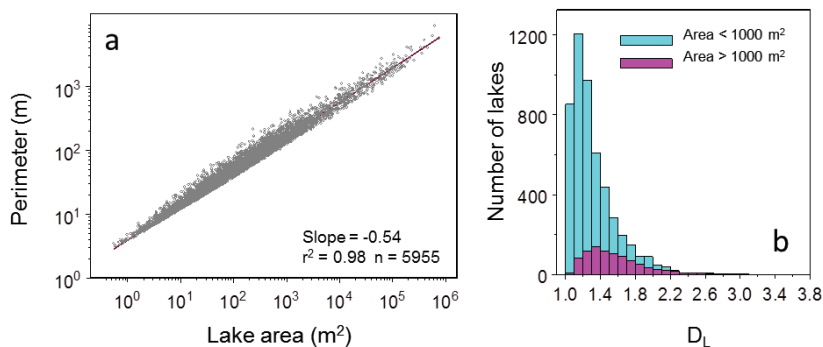 a
Perimeter (m)
10³
10²
10¹
10⁰
Slope = -0.54
r² = 0.98 n = 5955
10⁰ 10¹ 10² 10³ 10⁴ 10⁵ 10⁶
Lake area (m²)
Number of lakes
1200
800
400
0
Area < 1000 m²
Area > 1000 m²
b
1.0 1.4 1.8 2.2 2.6 3.0 3.4 3.8
D_L